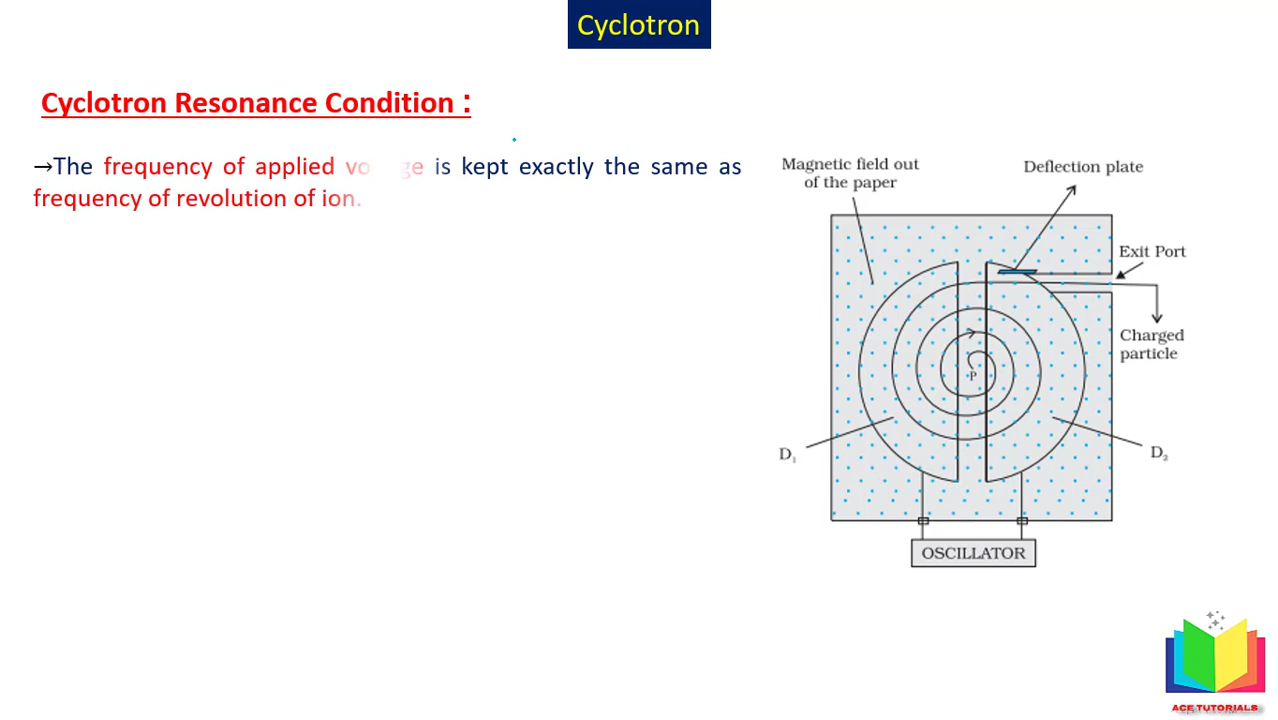 Cyclotron
Cyclotron Resonance Condition :
→The frequency of applied is kept exactly the same as
frequency of revolution of ion.
Magnetic field out
of the paper
Deflection plate
Exit Port
Charged
particle
P
D₁
D₂
OSCILLATOR
ACE TUTORIALS